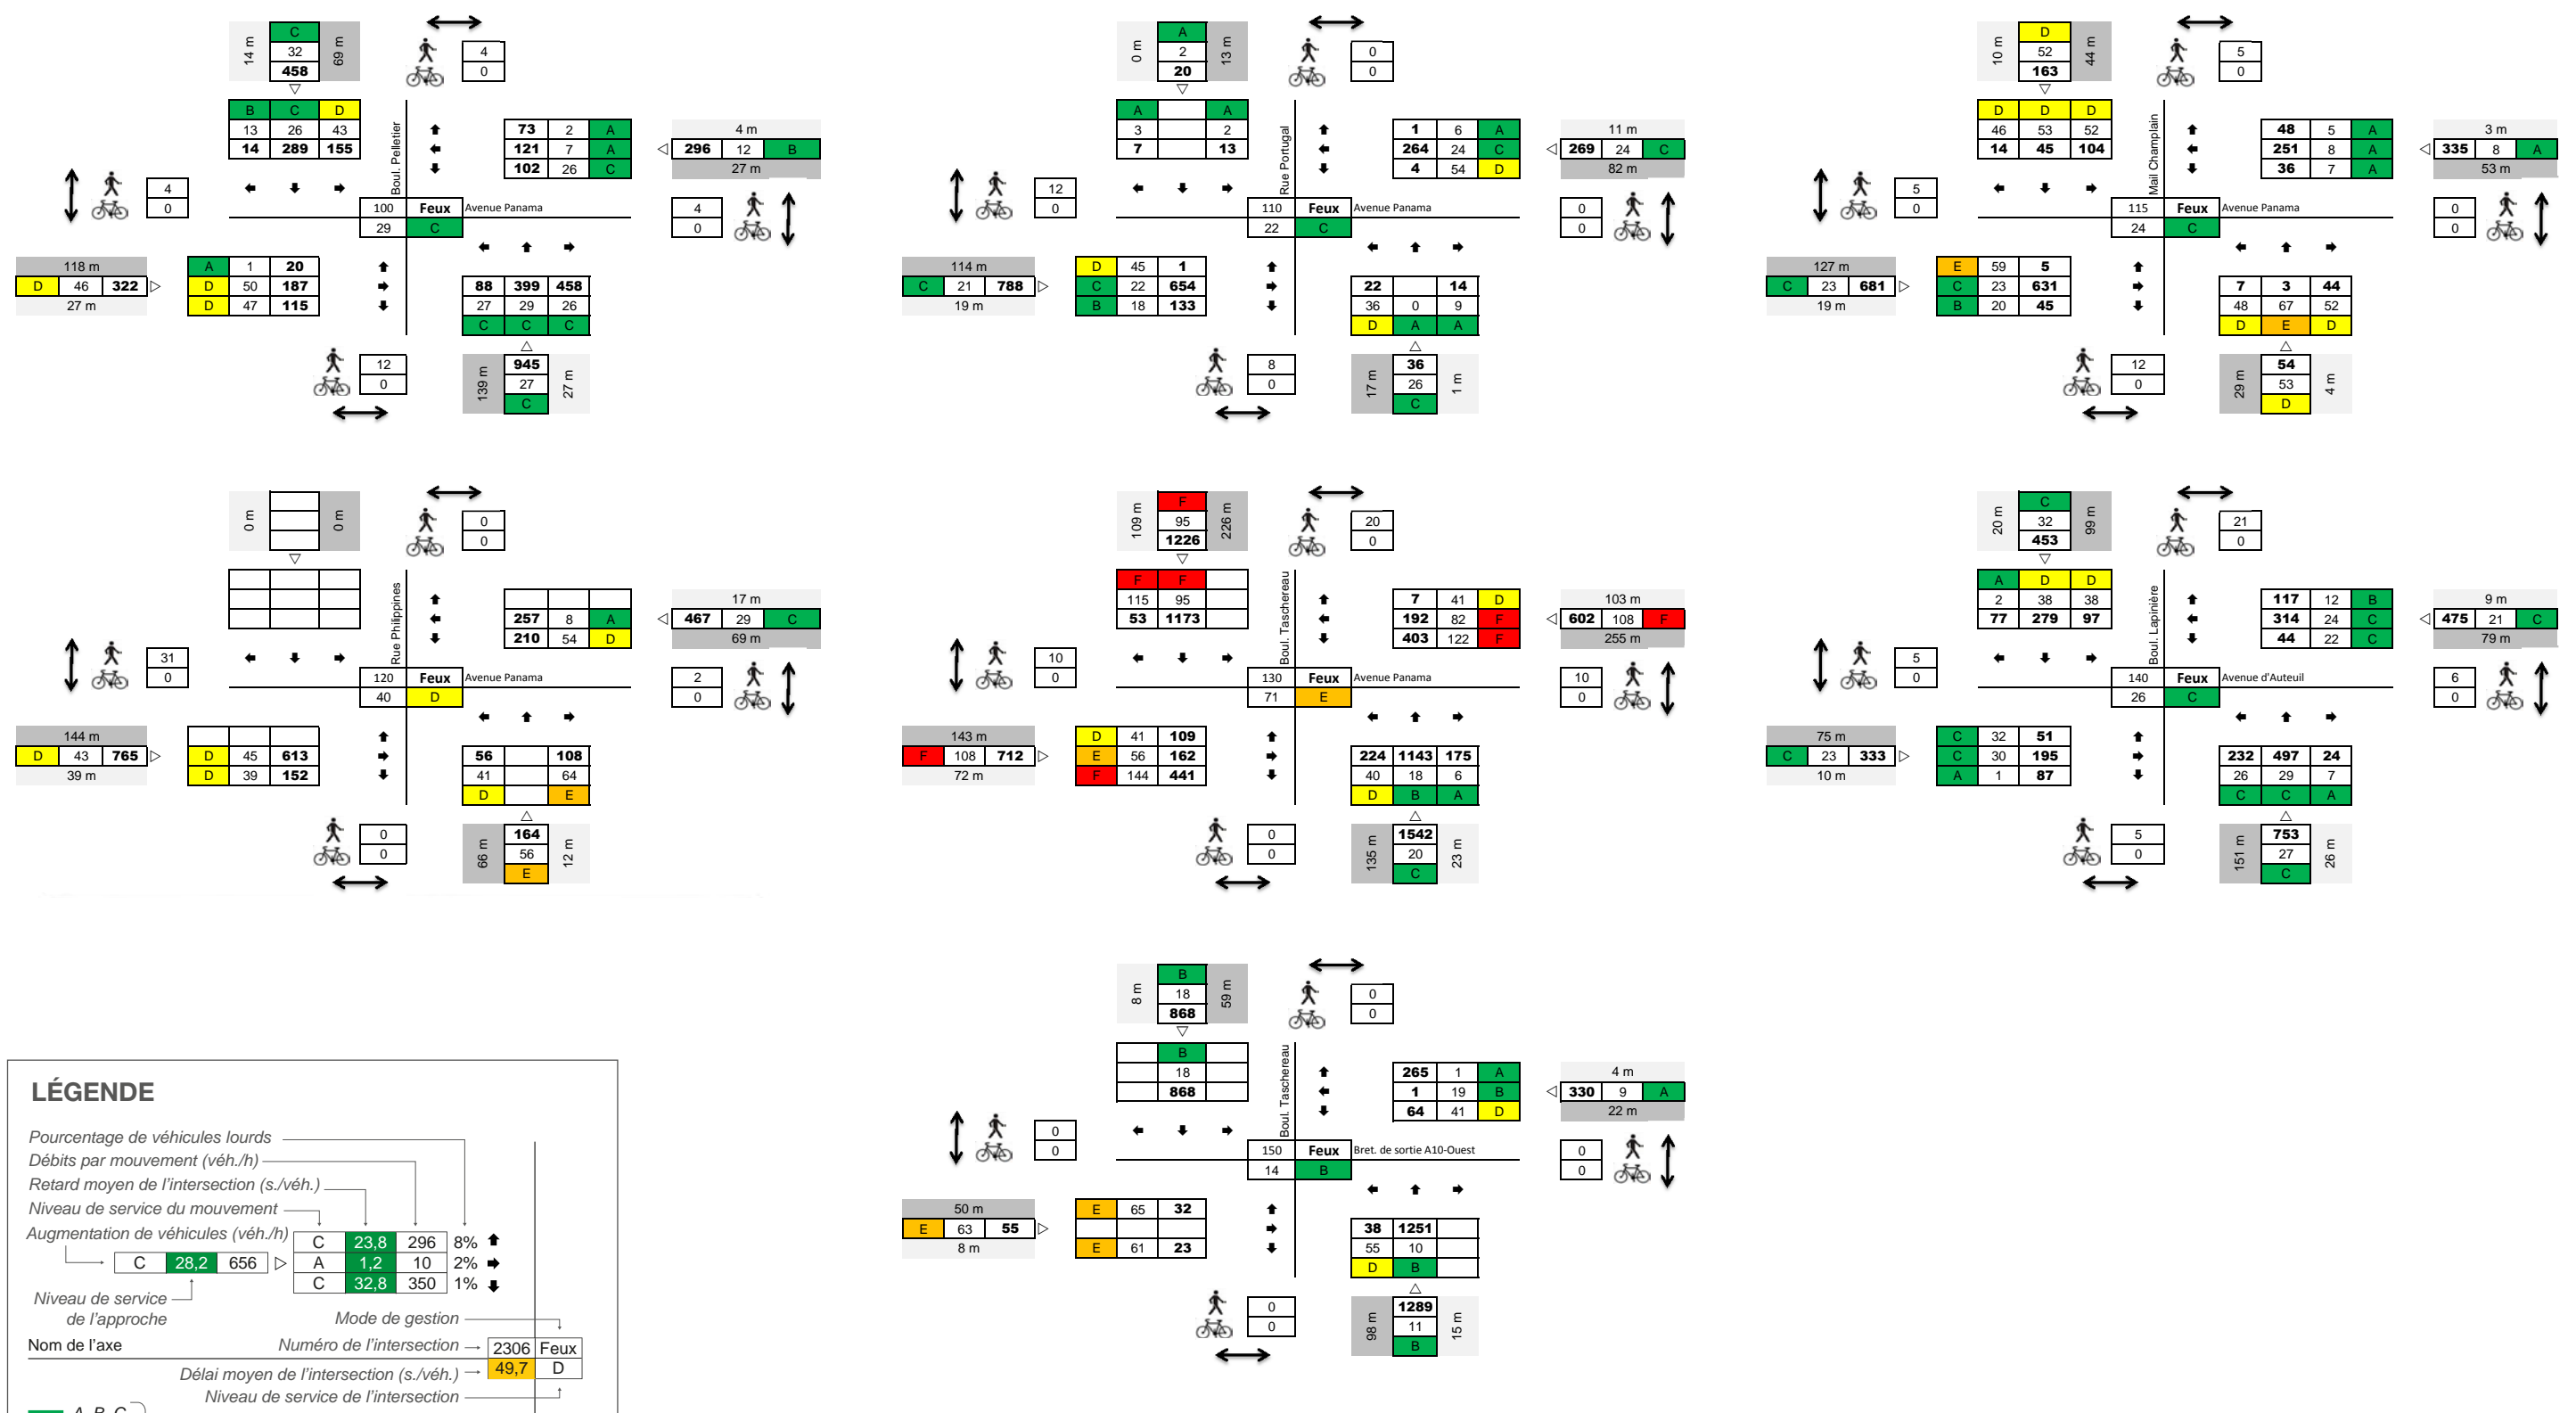 14 m
C
32
458
69 m
4
0
B C D
13 26 43
14 289 155
Boul. Pelletier
73 2 A
121 7 A
102 26 C
4 m
296 12 B
27 m
4
0
100 Feux Avenue Panama
29 C
4
0
118 m
D 46 322
27 m
A 1 20
D 50 187
D 47 115
88 399 458
27 29 26
C C C
12
0
139 m
945
27
C
27 m
0 m
A
2
20
13 m
0
0
A A
3 2
7 13
Rue Portugal
1 6 A
264 24 C
4 54 D
11 m
269 24 C
82 m
12
0
110 Feux Avenue Panama
22 C
0
0
114 m
C 21 788
19 m
D 45 1
C 22 654
B 18 133
22 14
36 0 9
D A A
8
0
17 m
36
26
C
1 m
10 m
D
52
163
44 m
5
0
D D D
46 53 52
14 45 104
Mail Champlain
48 5 A
251 8 A
36 7 A
3 m
335 8 A
53 m
5
0
115 Feux Avenue Panama
24 C
0
0
127 m
C 23 681
19 m
E 59 5
C 23 631
B 20 45
7 3 44
48 67 52
D E D
12
0
29 m
54
53
D
4 m
0 m
0 m
0
0
Rue Philippines
257 8 A
210 54 D
17 m
467 29 C
69 m
31
0
120 Feux Avenue Panama
40 D
2
0
144 m
D 43 765
39 m
D 45 613
D 39 152
56 108
41 64
D E
0
0
66 m
164
56
E
12 m
109 m
F
95
1226
226 m
20
0
F F
115 95
53 1173
Boul. Taschereau
7 41 D
192 82 F
403 122 F
103 m
602 108 F
255 m
10
0
130 Feux Avenue Panama
71 E
10
0
143 m
F 108 712
72 m
D 41 109
E 56 162
F 144 441
224 1143 175
40 18 6
D B A
0
0
135 m
1542
20
C
23 m
20 m
C
32
453
99 m
21
0
A D D
2 38 38
77 279 97
Boul. Lapinière
117 12 B
314 24 C
44 22 C
9 m
475 21 C
79 m
5
0
140 Feux Avenue d'Auteuil
26 C
6
0
75 m
C 23 333
10 m
C 32 51
C 30 195
A 1 87
232 497 24
26 29 7
C C A
5
0
151 m
753
27
C
26 m
8 m
B
18
868
59 m
0
0
B
18
868
Boul. Taschereau
265 1 A
1 19 B
64 41 D
4 m
330 9 A
22 m
0
0
150 Feux Bret. de sortie A10-Ouest
14 B
0
0
50 m
E 63 55
8 m
E 65 32
E 61 23
38 1251
55 10
D B
0
0
98 m
1289
11
B
15 m
LÉGENDE
Pourcentage de véhicules lourds
Débits par mouvement (véh./h)
Retard moyen de l'intersection (s./véh.)
Niveau de service du mouvement
Augmentation de véhicules (véh./h)
C 23,8 296 8%
C 28,2 656 A 1,2 10 2%
C 32,8 350 1%
Niveau de service
de l'approche
Mode de gestion
Nom de l'axe Numéro de l'intersection 2306 Feux
Délai moyen de l'intersection (s./véh.) 49,7 D
Niveau de service de l'intersection
A, B, C